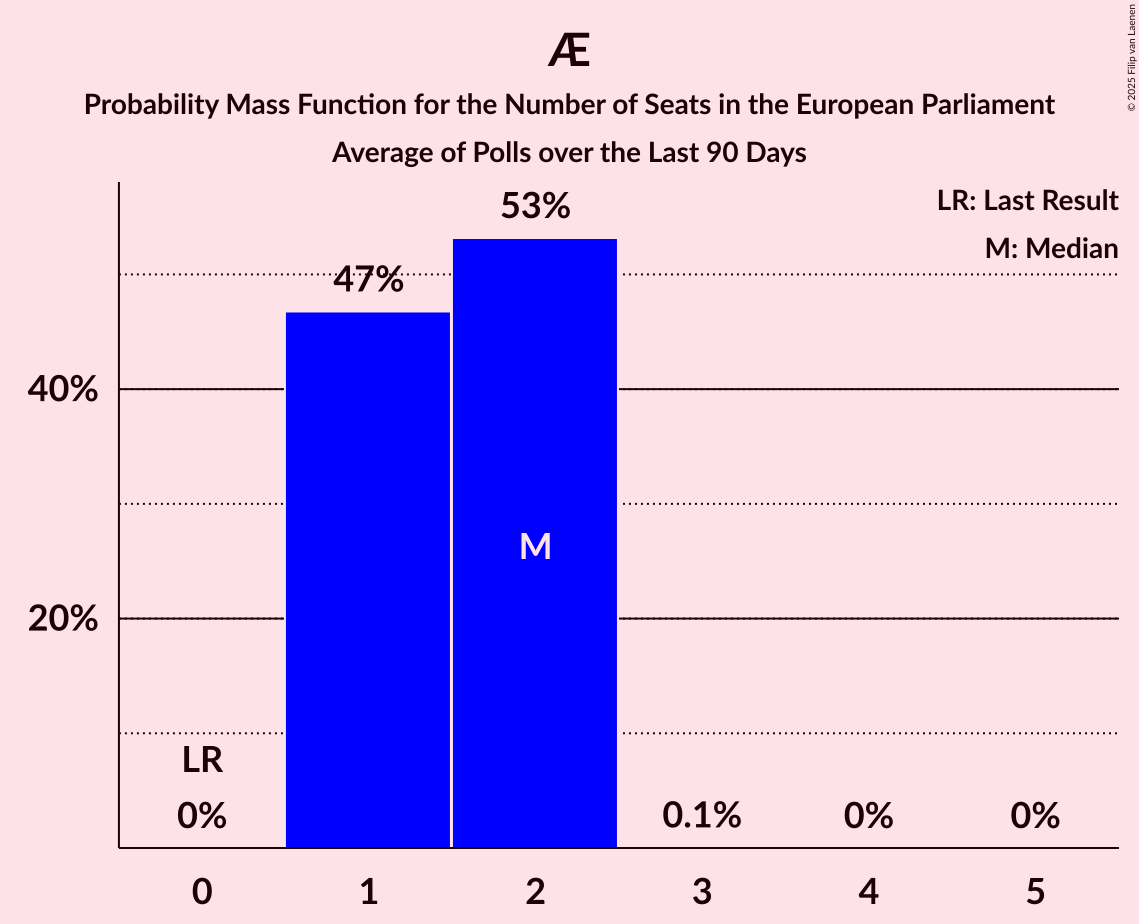 Æ
Probability Mass Function for the Number of Seats in the European Parliament
Average of Polls over the Last 90 Days
© 2025 Filip van Laenen
LR: Last Result
M: Median
53%
47%
40%
M
20%
LR
0%
0.1%
0%
0%
0
1
2
3
4
5